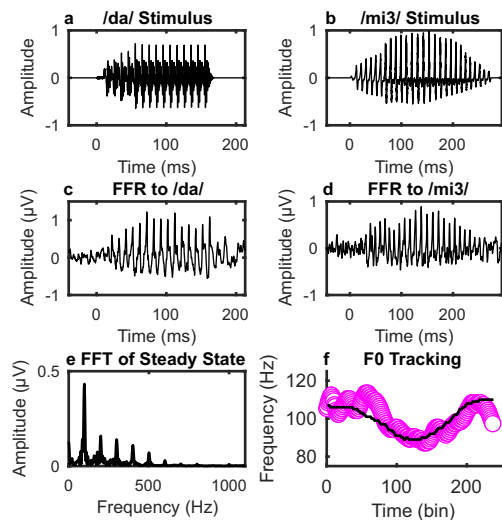 a /da/ Stimulus
Amplitude
1
0
-1
0 100 200
Time (ms)
b /mi3/ Stimulus
Amplitude
1
0
-1
0 100 200
Time (ms)
c FFR to /da/
Amplitude (µV)
1
0
-1
0 100 200
Time (ms)
d FFR to /mi3/
Amplitude (µV)
1
0
-1
0 100 200
Time (ms)
e FFT of Steady State
Amplitude (µV)
0.5
0
0 500 1000
Frequency (Hz)
f F0 Tracking
Frequency (Hz)
120
100
80
0 100 200
Time (bin)